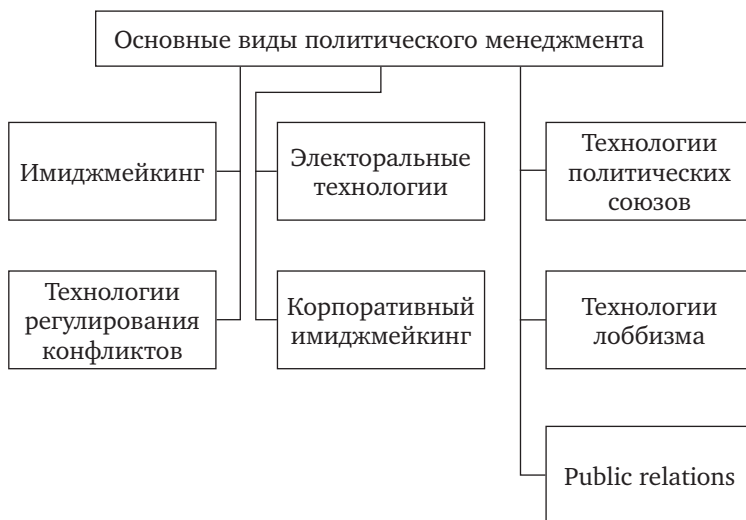 Основные виды политического менеджмента
Имиджмейкинг
Электоральные
технологии
Технологии
политических
союзов
Технологии
регулирования
конфликтов
Корпоративный
имиджмейкинг
Технологии
лоббизма
Public relations